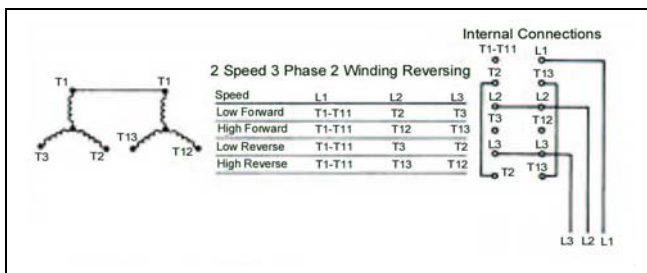 Internal Connections
T1-T11 L1
T1 T1
2 Speed 3 Phase 2 Winding Reversing
T2 T13
Speed L1 L2 L3
L2 L2
Low Forward T1-T11 T2 T3
T3 T12
High Forward T1-T11 T12 T13
Low Reverse T1-T11 T3 T2
L3 L3
High Reverse T1-T11 T13 T12
T3 T2 T13 T12
T2 T13
L3 L2 L1